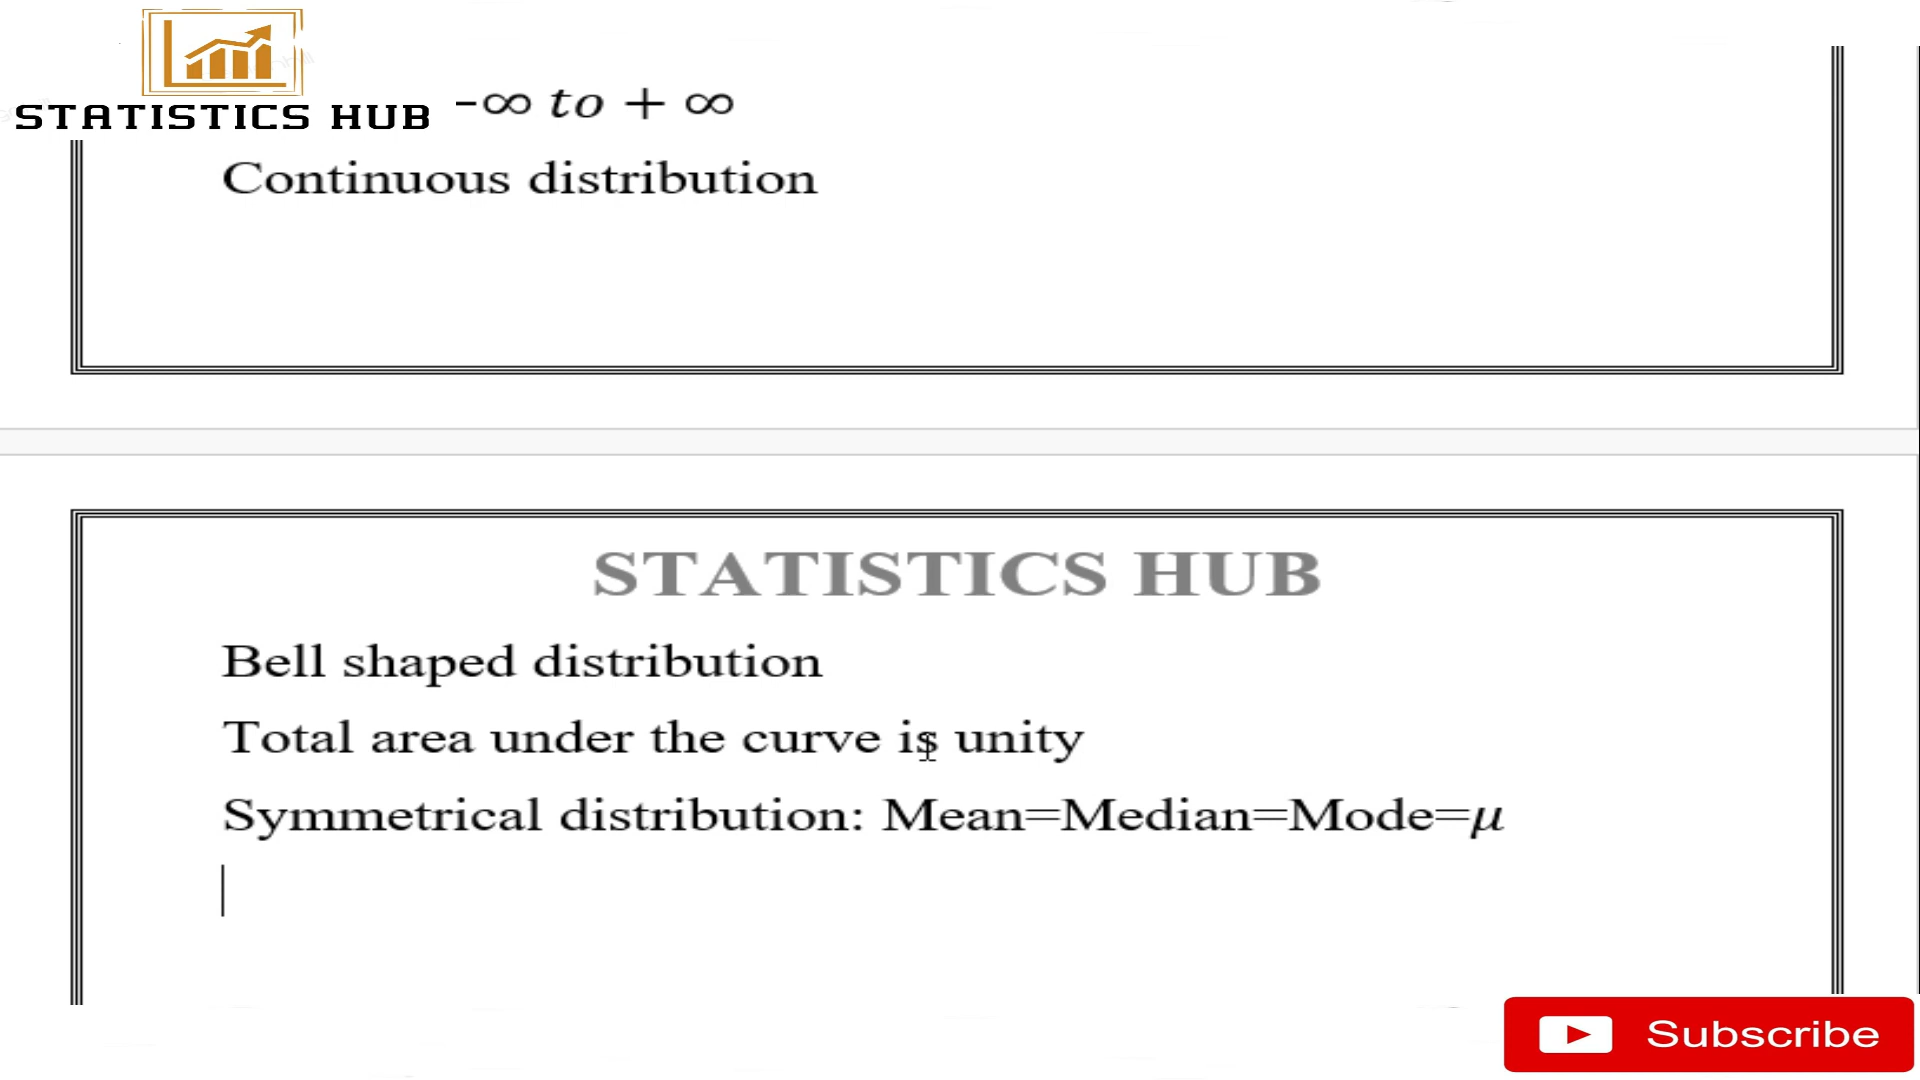 STATISTICS HUB
-∞ to + ∞
Continuous distribution
STATISTICS HUB
Bell shaped distribution
Total area under the curve is unity
Symmetrical distribution: Mean=Median=Mode=μ
Subscribe